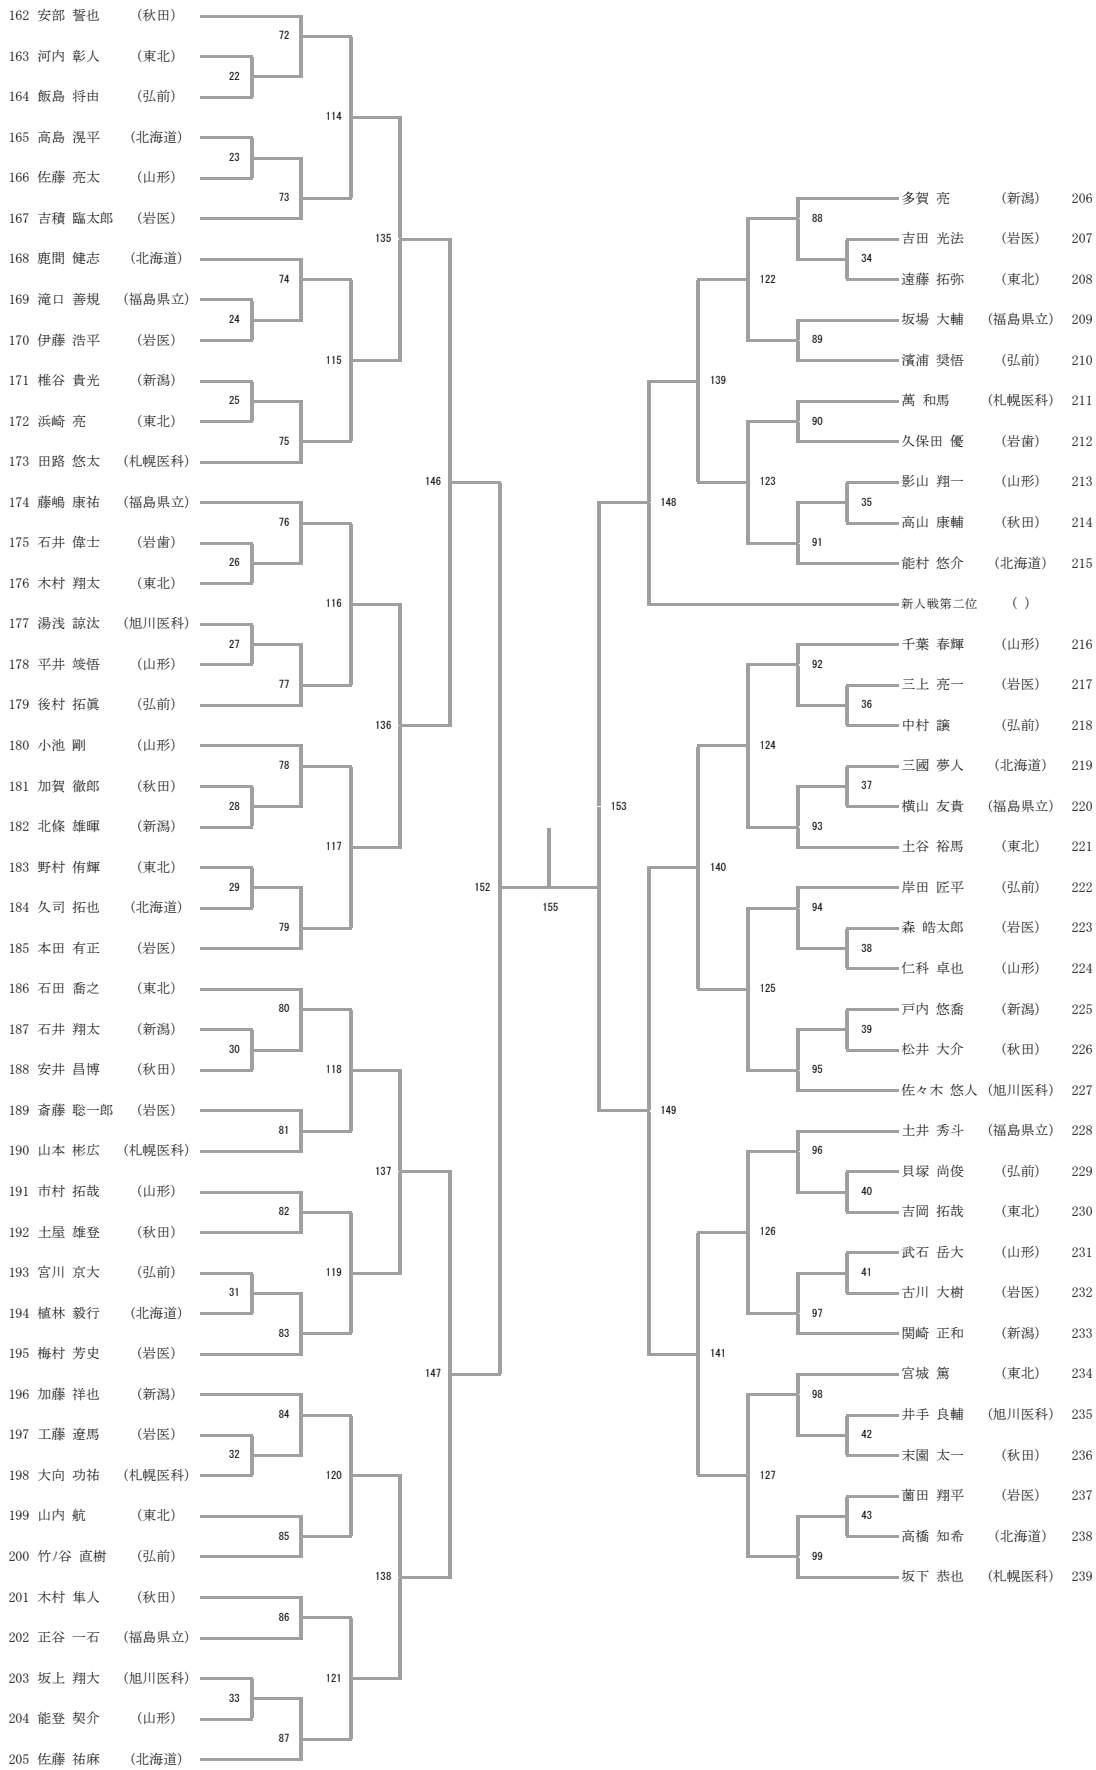 162 安部 誓也 (秋田)
72
163 河内 彰人 (東北)
22
164 飯島 将由 (弘前)
114
165 高島 滉平 (北海道)
23
166 佐藤 亮太 (山形)
73
167 吉積 臨太郎 (岩医)
135
168 鹿間 健志 (北海道)
74
169 滝口 善規 (福島県立)
24
170 伊藤 浩平 (岩医)
115
171 椎谷 貴光 (新潟)
25
172 浜崎 亮 (東北)
75
173 田路 悠太 (札幌医科)
146
174 藤嶋 康祐 (福島県立)
76
175 石井 偉士 (岩歯)
26
176 木村 翔太 (東北)
116
177 湯浅 諒汰 (旭川医科)
27
178 平井 竣悟 (山形)
77
179 後村 拓眞 (弘前)
136
180 小池 剛 (山形)
78
181 加賀 徹郎 (秋田)
28
182 北條 雄暉 (新潟)
117
183 野村 侑輝 (東北)
29
152
184 久司 拓也 (北海道)
79
185 本田 有正 (岩医)
186 石田 喬之 (東北)
80
187 石井 翔太 (新潟)
30
188 安井 昌博 (秋田)
118
189 斎藤 聡一郎 (岩医)
81
190 山本 彬広 (札幌医科)
137
191 市村 拓哉 (山形)
82
192 土屋 雄登 (秋田)
119
193 宮川 京大 (弘前)
31
194 植林 毅行 (北海道)
83
195 梅村 芳史 (岩医)
147
196 加藤 祥也 (新潟)
84
197 工藤 遼馬 (岩医)
32
198 大向 功祐 (札幌医科)
120
199 山内 航 (東北)
85
200 竹ノ谷 直樹 (弘前)
138
201 木村 隼人 (秋田)
86
202 正谷 一石 (福島県立)
121
203 坂上 翔大 (旭川医科)
33
204 能登 契介 (山形)
87
205 佐藤 祐麻 (北海道)
155
多賀 亮 (新潟) 206
88
吉田 光法 (岩医) 207
34
遠藤 拓弥 (東北) 208
122
坂場 大輔 (福島県立) 209
89
濱浦 奨悟 (弘前) 210
139
萬 和馬 (札幌医科) 211
90
久保田 優 (岩歯) 212
123
影山 翔一 (山形) 213
35
148
高山 康輔 (秋田) 214
91
能村 悠介 (北海道) 215
新人戦第二位 ( )
千葉 春輝 (山形) 216
92
三上 亮一 (岩医) 217
36
中村 譲 (弘前) 218
124
三國 夢人 (北海道) 219
37
153
横山 友貴 (福島県立) 220
93
土谷 裕馬 (東北) 221
140
岸田 匠平 (弘前) 222
94
森 皓太郎 (岩医) 223
38
仁科 卓也 (山形) 224
125
戸内 悠喬 (新潟) 225
39
松井 大介 (秋田) 226
95
佐々木 悠人 (旭川医科) 227
149
土井 秀斗 (福島県立) 228
96
貝塚 尚俊 (弘前) 229
40
吉岡 拓哉 (東北) 230
126
武石 岳大 (山形) 231
41
古川 大樹 (岩医) 232
97
関崎 正和 (新潟) 233
141
宮城 篤 (東北) 234
98
井手 良輔 (旭川医科) 235
42
末園 太一 (秋田) 236
127
薗田 翔平 (岩医) 237
43
高橋 知希 (北海道) 238
99
坂下 恭也 (札幌医科) 239